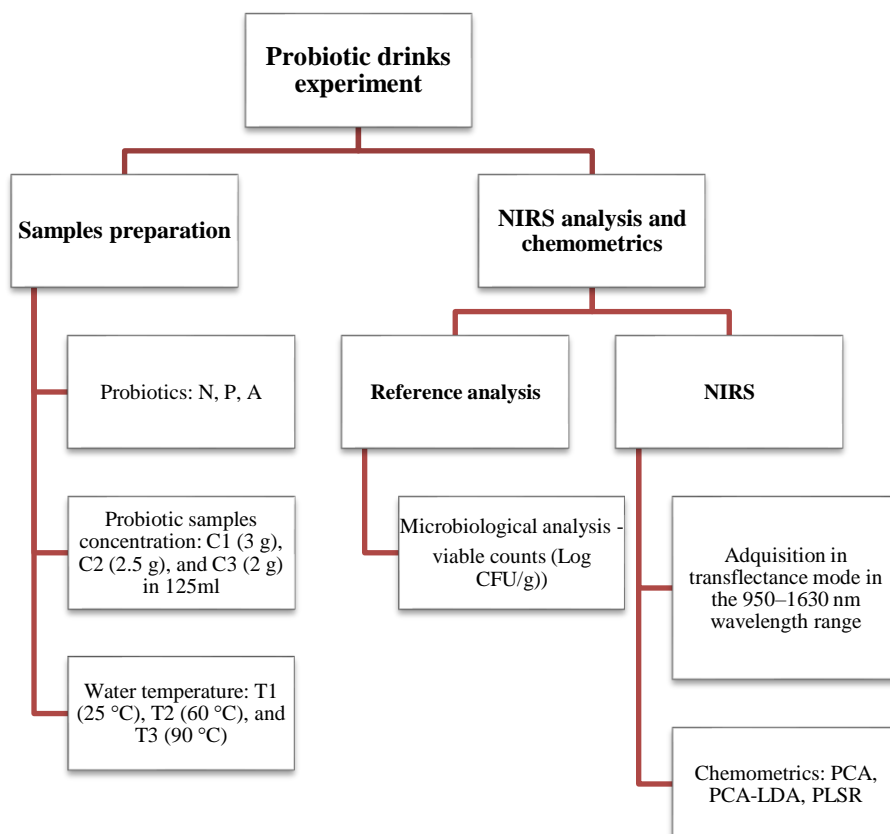 Probiotic drinks
experiment
Samples preparation
NIRS analysis and
chemometrics
Probiotics: N, P, A
Reference analysis
NIRS
Probiotic samples
concentration: C1 (3 g),
C2 (2.5 g), and C3 (2 g)
in 125ml
Microbiological analysis -
viable counts (Log
CFU/g))
Adquisition in
transflectance mode in
the 950–1630 nm
wavelength range
Water temperature: T1
(25 °C), T2 (60 °C), and
T3 (90 °C)
Chemometrics: PCA,
PCA-LDA, PLSR